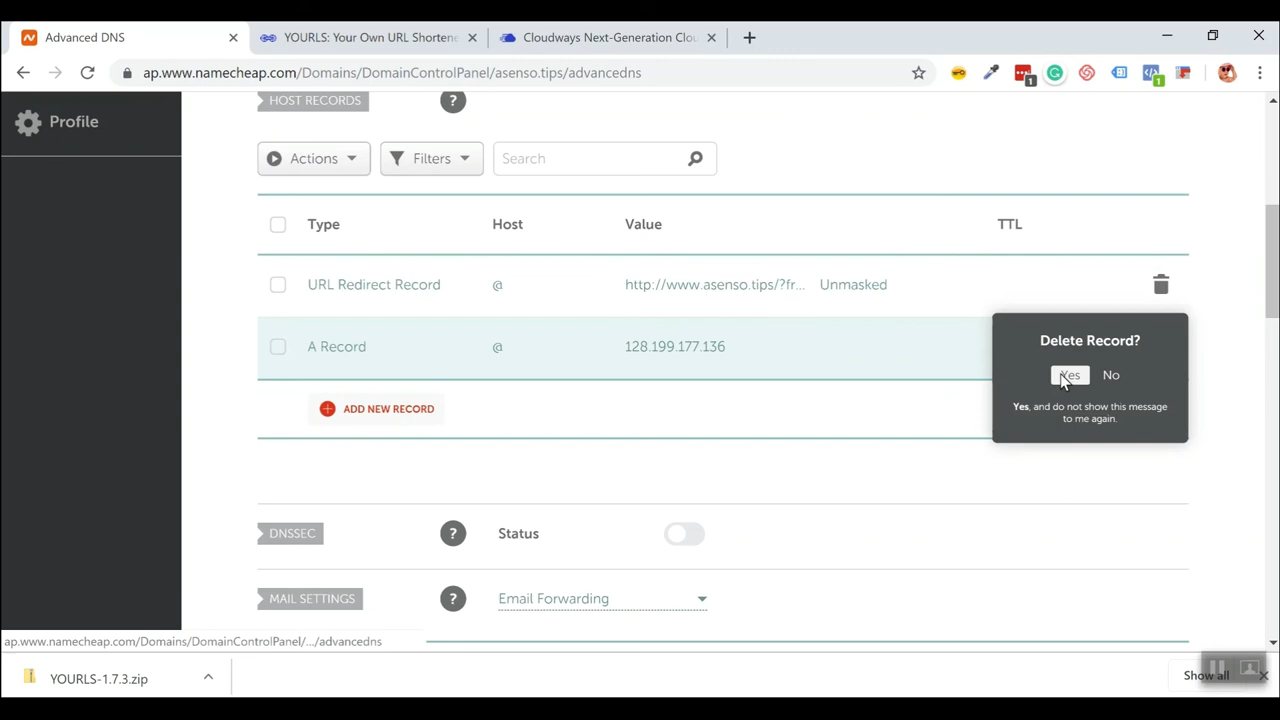 Advanced DNS
YOURLS: Your Own URL Shortene
Cloudways Next-Generation Clou
ap.www.namecheap.com/Domains/DomainControlPanel/asenso.tips/advancedns
1
1
Profile
HOST RECORDS
?
Actions
Filters
Search
Type Host Value TTL
URL Redirect Record @ http://www.asenso.tips/?fr... Unmasked
A Record @ 128.199.177.136
Delete Record?
Yes No
Yes, and do not show this message
to me again.
ADD NEW RECORD
DNSSEC ? Status
MAIL SETTINGS ? Email Forwarding
ap.www.namecheap.com/Domains/DomainControlPanel/.../advancedns
YOURLS-1.7.3.zip
Show all